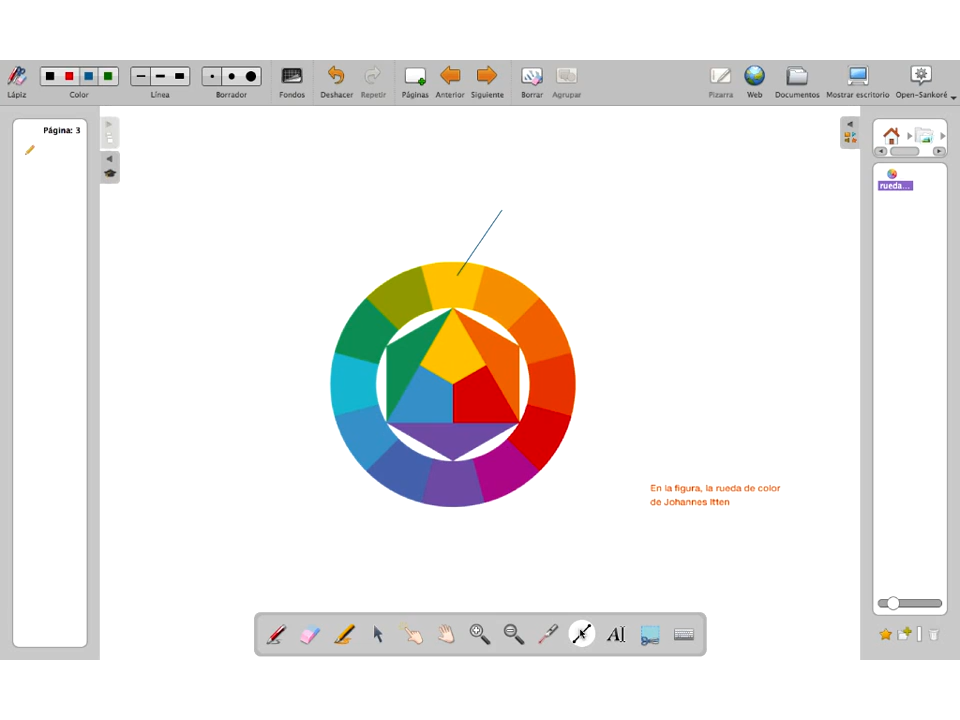 Lápiz
Color
Línea
Borrador
Fondos
Deshacer
Repetir
Páginas
Anterior
Siguiente
Borrar
Agrupar
Pizarra
Web
Documentos
Mostrar escritorio
Open-Sankoré
Página: 3
rueda...
En la figura, la rueda de color
de Johannes Itten
AI